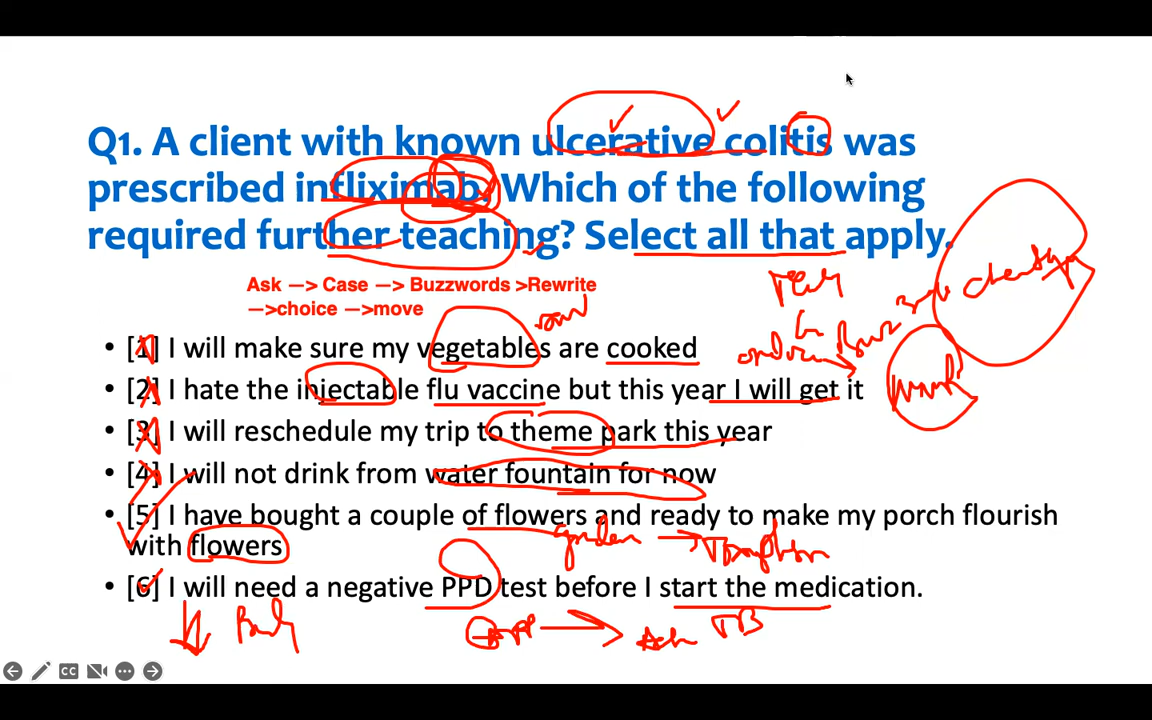 Q1. A client with known ulcerative colitis was
prescribed infliximab. Which of the following
required further teaching? Select all that apply.
Ask —> Case —> Buzzwords >Rewrite
—>choice —>move
• [1] I will make sure my vegetables are cooked
• [2] I hate the injectable flu vaccine but this year I will get it
• [3] I will reschedule my trip to theme park this year
• [4] I will not drink from water fountain for now
• [5] I have bought a couple of flowers and ready to make my porch flourish
with flowers
garden
• [6] I will need a negative PPD test before I start the medication.
TB
CC